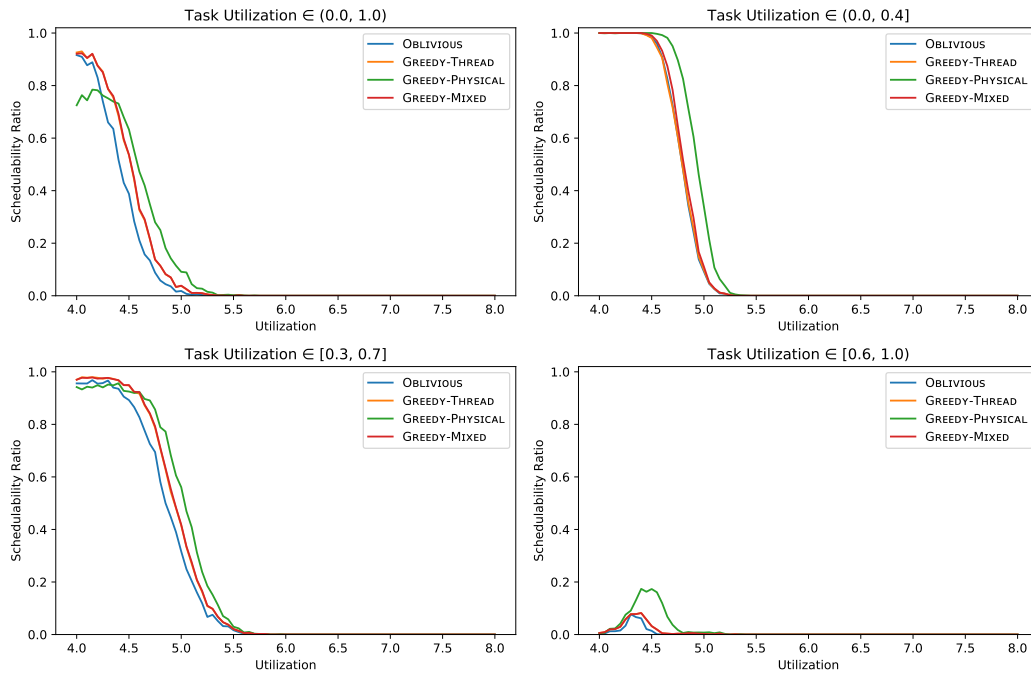 Task Utilization ∈ (0.0, 1.0)
1.0
0.8
0.6
0.4
0.2
0.0
Schedulability Ratio
4.0 4.5 5.0 5.5 6.0 6.5 7.0 7.5 8.0
Utilization
OBLIVIOUS
GREEDY-THREAD
GREEDY-PHYSICAL
GREEDY-MIXED
Task Utilization ∈ (0.0, 0.4]
1.0
0.8
0.6
0.4
0.2
0.0
Schedulability Ratio
4.0 4.5 5.0 5.5 6.0 6.5 7.0 7.5 8.0
Utilization
OBLIVIOUS
GREEDY-THREAD
GREEDY-PHYSICAL
GREEDY-MIXED
Task Utilization ∈ [0.3, 0.7]
1.0
0.8
0.6
0.4
0.2
0.0
Schedulability Ratio
4.0 4.5 5.0 5.5 6.0 6.5 7.0 7.5 8.0
Utilization
OBLIVIOUS
GREEDY-THREAD
GREEDY-PHYSICAL
GREEDY-MIXED
Task Utilization ∈ [0.6, 1.0)
1.0
0.8
0.6
0.4
0.2
0.0
Schedulability Ratio
4.0 4.5 5.0 5.5 6.0 6.5 7.0 7.5 8.0
Utilization
OBLIVIOUS
GREEDY-THREAD
GREEDY-PHYSICAL
GREEDY-MIXED